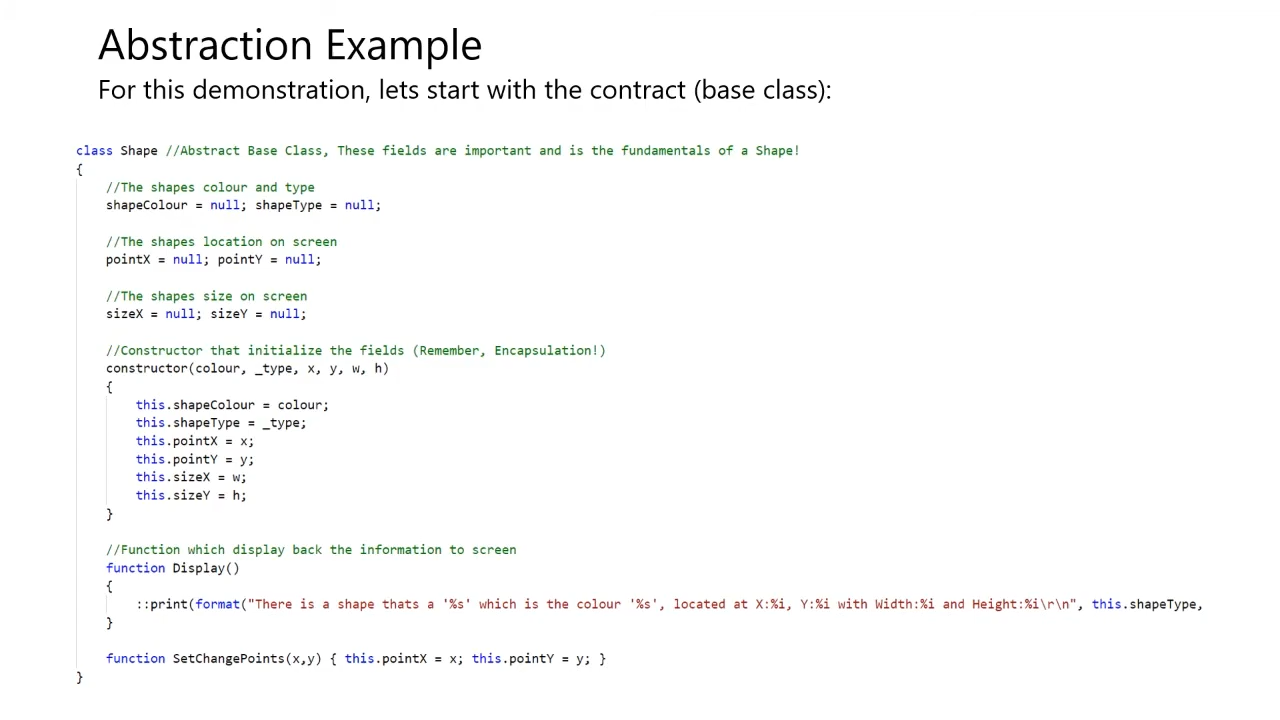 Abstraction Example
For this demonstration, lets start with the contract (base class):
class Shape //Abstract Base Class, These fields are important and is the fundamentals of a Shape!
{
//The shapes colour and type
shapeColour = null; shapeType = null;
//The shapes location on screen
pointX = null; pointY = null;
//The shapes size on screen
sizeX = null; sizeY = null;
//Constructor that initialize the fields (Remember, Encapsulation!)
constructor(colour, _type, x, y, w, h)
{
this.shapeColour = colour;
this.shapeType = _type;
this.pointX = x;
this.pointY = y;
this.sizeX = w;
this.sizeY = h;
}
//Function which display back the information to screen
function Display()
{
::print(format("There is a shape thats a '%s' which is the colour '%s', located at X:%i, Y:%i with Width:%i and Height:%i\r\n", this.shapeType,
}
function SetChangePoints(x,y) { this.pointX = x; this.pointY = y; }
}